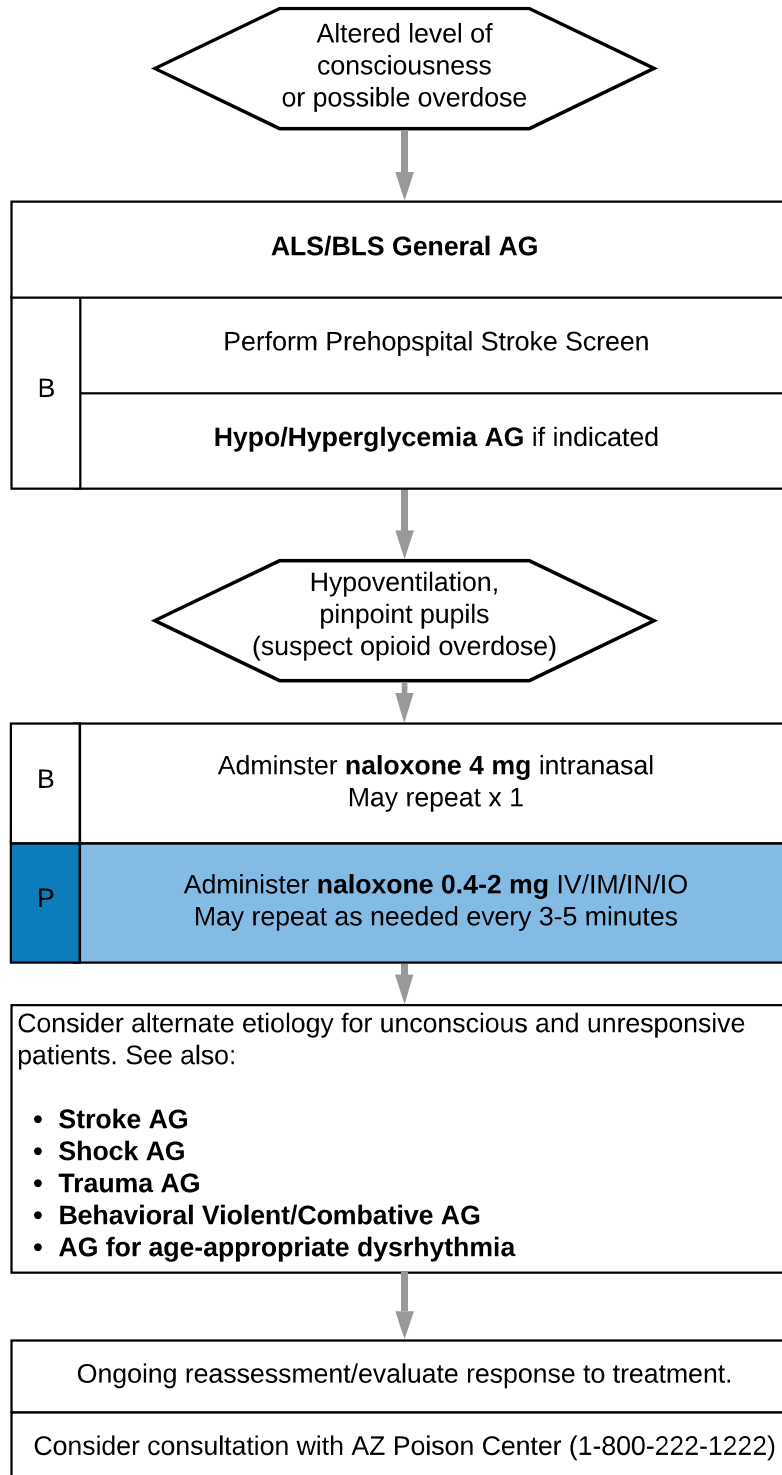 Altered level of
consciousness
or possible overdose
ALS/BLS General AG
B
Perform Prehopspital Stroke Screen
Hypo/Hyperglycemia AG if indicated
Hypoventilation,
pinpoint pupils
(suspect opioid overdose)
B
Adminster naloxone 4 mg intranasal
May repeat x 1
P
Administer naloxone 0.4-2 mg IV/IM/IN/IO
May repeat as needed every 3-5 minutes
Consider alternate etiology for unconscious and unresponsive
patients. See also:
• Stroke AG
• Shock AG
• Trauma AG
• Behavioral Violent/Combative AG
• AG for age-appropriate dysrhythmia
Ongoing reassessment/evaluate response to treatment.
Consider consultation with AZ Poison Center (1-800-222-1222)